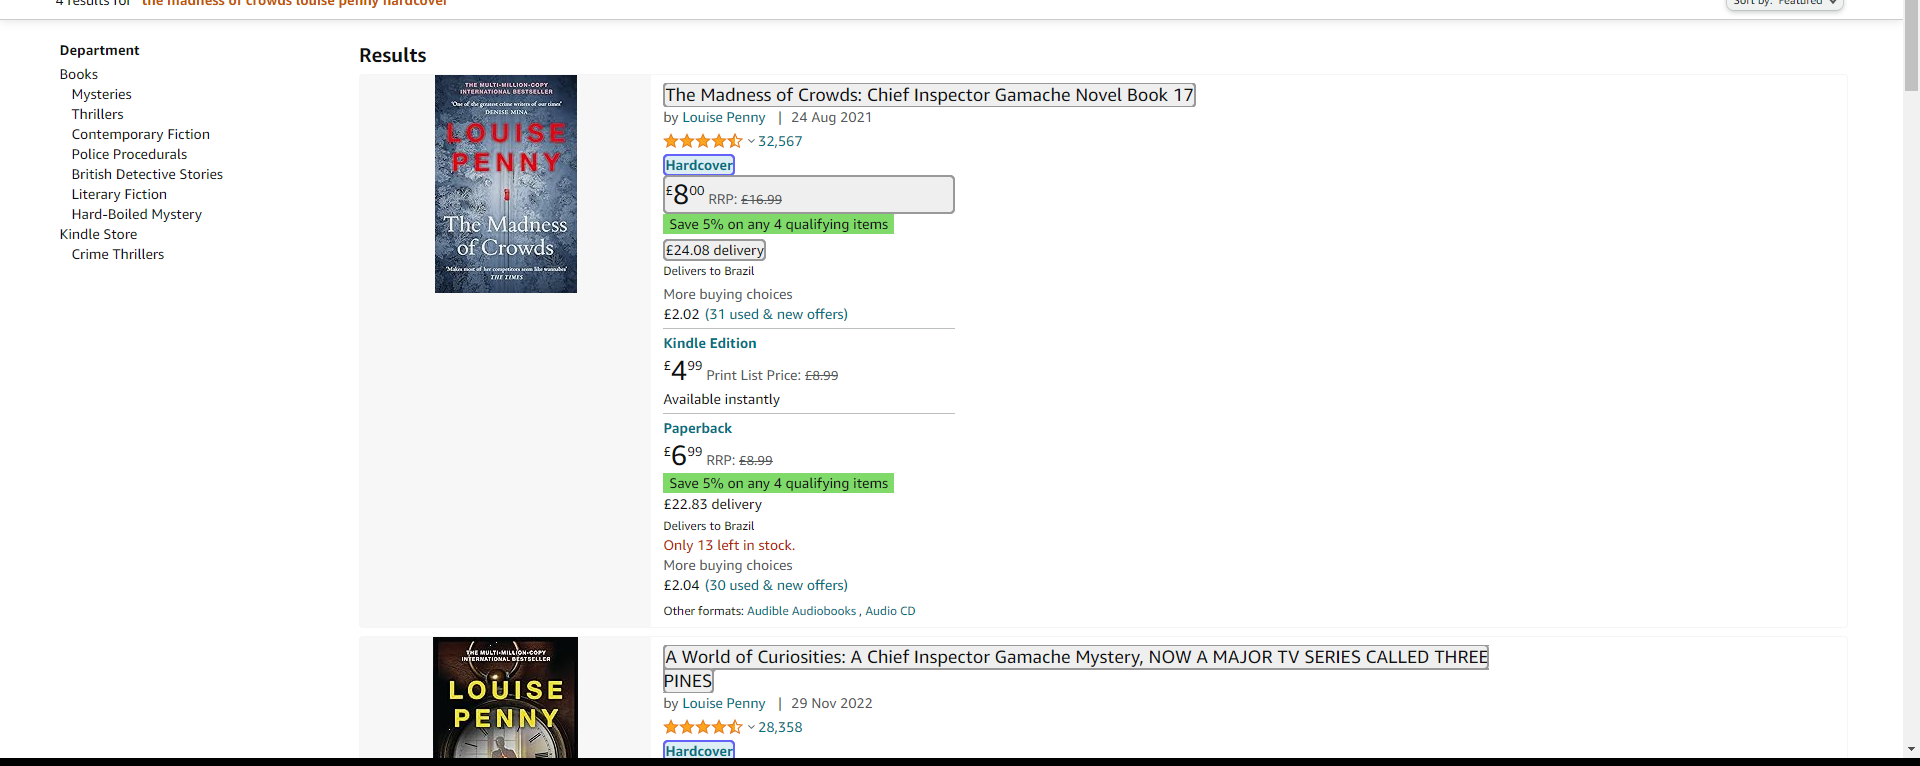 4 results for "the madness of crowds louise penny hardcover"
Sort by: Featured
Department
Books
Mysteries
Thrillers
Contemporary Fiction
Police Procedurals
British Detective Stories
Literary Fiction
Hard-Boiled Mystery
Kindle Store
Crime Thrillers
Results
THE MULTI-MILLION-COPY
INTERNATIONAL BESTSELLER
'One of the greatest crime writers of our times'
DENISE MINA
LOUISE
PENNY
The Madness
of Crowds
'Makes most of her competitors seem like wannabes'
THE TIMES
The Madness of Crowds: Chief Inspector Gamache Novel Book 17
by Louise Penny | 24 Aug 2021
32,567
Hardcover
£800 RRP: £16.99
Save 5% on any 4 qualifying items
£24.08 delivery
Delivers to Brazil
More buying choices
£2.02 (31 used & new offers)
Kindle Edition
£499 Print List Price: £8.99
Available instantly
Paperback
£699 RRP: £8.99
Save 5% on any 4 qualifying items
£22.83 delivery
Delivers to Brazil
Only 13 left in stock.
More buying choices
£2.04 (30 used & new offers)
Other formats: Audible Audiobooks , Audio CD
THE MULTI-MILLION-COPY
INTERNATIONAL BESTSELLER
LOUISE
PENNY
A World of Curiosities: A Chief Inspector Gamache Mystery, NOW A MAJOR TV SERIES CALLED THREE
PINES
by Louise Penny | 29 Nov 2022
28,358
Hardcover